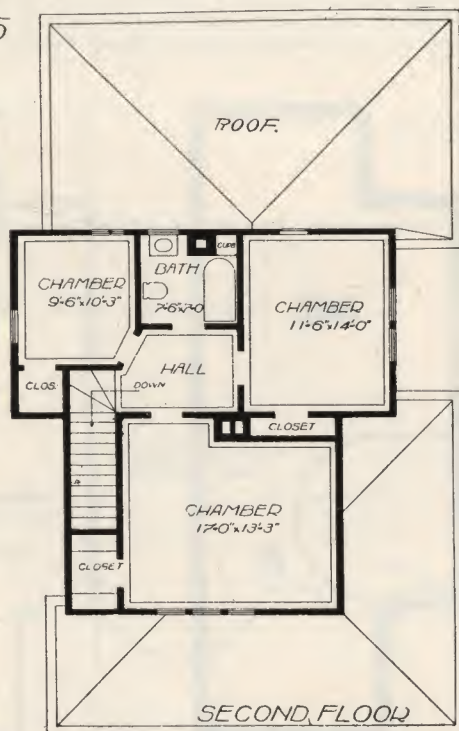 ROOF.
CUPB
BATH
7'-6"x7'-0
CHAMBER
9'-6"x10'-3"
CHAMBER
11'-6"x14'-0"
HALL
CLOS.
DOWN
CLOSET
CHAMBER
17'-0"x13'-3"
CLOSET
SECOND FLOOR